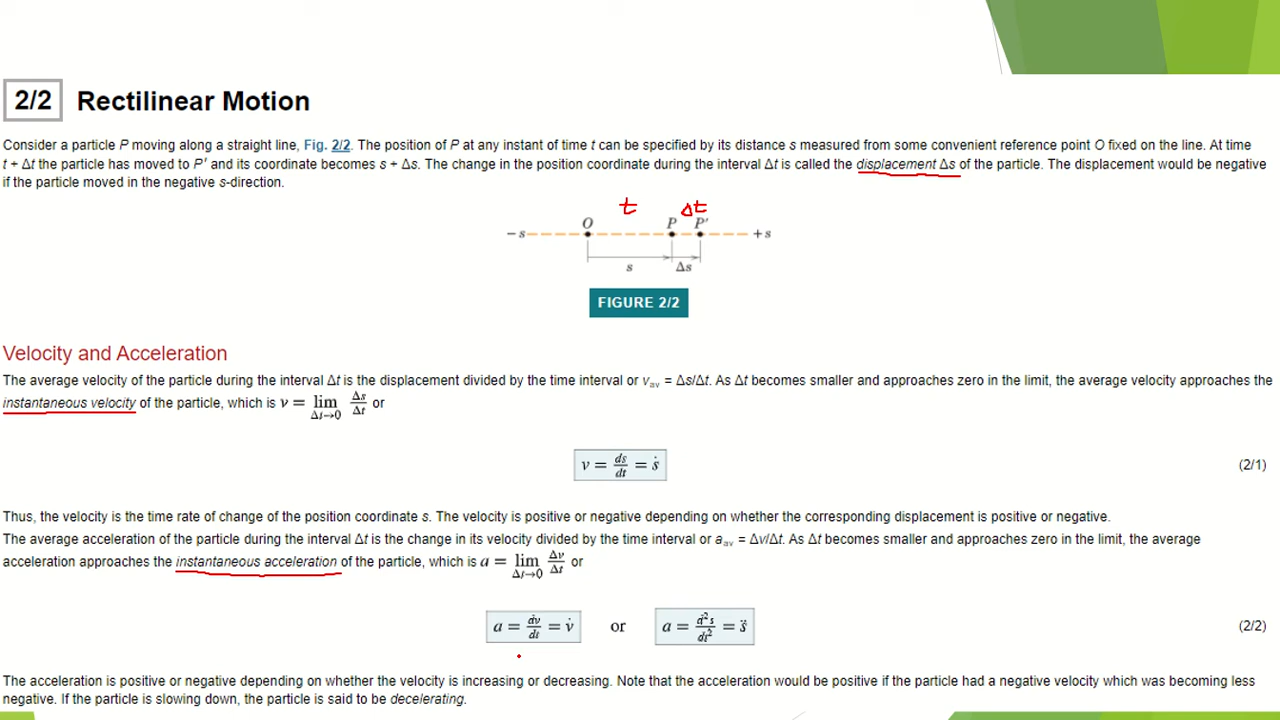 2/2 Rectilinear Motion
Consider a particle P moving along a straight line, Fig. 2/2. The position of P at any instant of time t can be specified by its distance s measured from some convenient reference point O fixed on the line. At time
t + Δt the particle has moved to P′ and its coordinate becomes s + Δs. The change in the position coordinate during the interval Δt is called the displacement Δs of the particle. The displacement would be negative
if the particle moved in the negative s-direction.
t Δt
O P P′
−s +s
s Δs
FIGURE 2/2
Velocity and Acceleration
The average velocity of the particle during the interval Δt is the displacement divided by the time interval or v_av = Δs/Δt. As Δt becomes smaller and approaches zero in the limit, the average velocity approaches the
instantaneous velocity of the particle, which is v = lim Δt→0 Δs/Δt or
v = ds/dt = ṡ (2/1)
Thus, the velocity is the time rate of change of the position coordinate s. The velocity is positive or negative depending on whether the corresponding displacement is positive or negative.
The average acceleration of the particle during the interval Δt is the change in its velocity divided by the time interval or a_av = Δv/Δt. As Δt becomes smaller and approaches zero in the limit, the average
acceleration approaches the instantaneous acceleration of the particle, which is a = lim Δt→0 Δv/Δt or
a = dv/dt = v̇ or a = d²s/dt² = s̈ (2/2)
The acceleration is positive or negative depending on whether the velocity is increasing or decreasing. Note that the acceleration would be positive if the particle had a negative velocity which was becoming less
negative. If the particle is slowing down, the particle is said to be decelerating.